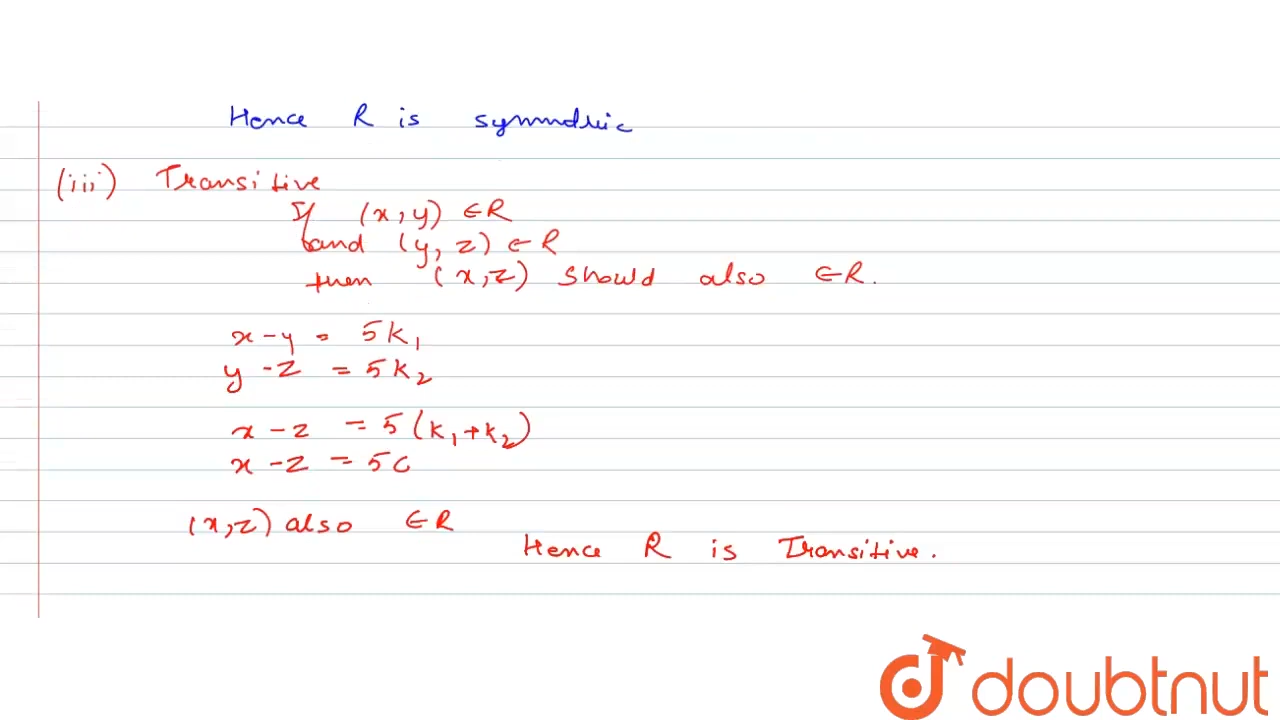 Hence R is symmetric
(iii) Transitive
If (x, y) ∈ R
and (y, z) ∈ R
then (x, z) should also ∈ R.
x - y = 5k₁
y - z = 5k₂
x - z = 5(k₁ + k₂)
x - z = 5c
(x, z) also ∈ R
Hence R is Transitive.
doubtnut